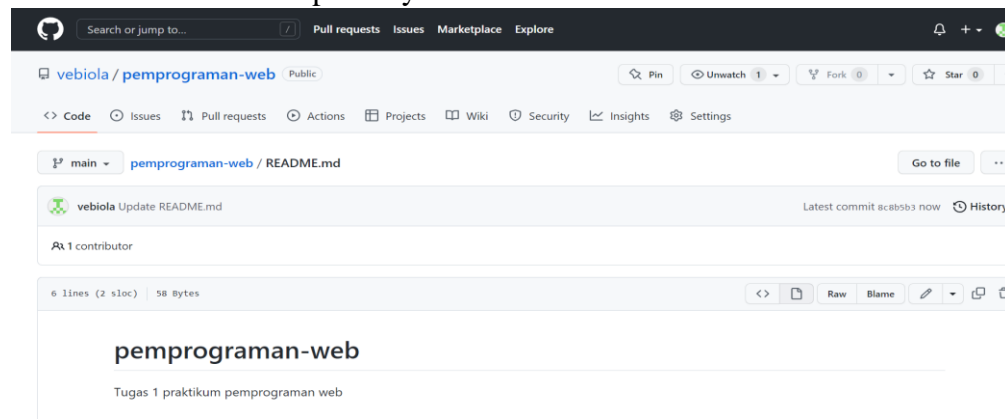 Search or jump to... / Pull requests Issues Marketplace Explore
vebiola / pemprograman-web Public Pin Unwatch 1 Fork 0 Star 0
Code Issues Pull requests Actions Projects Wiki Security Insights Settings
main pemprograman-web / README.md Go to file
vebiola Update README.md Latest commit 8c8b5b3 now History
1 contributor
6 lines (2 sloc) 58 Bytes <> Raw Blame
pemprograman-web
Tugas 1 praktikum pemprograman web